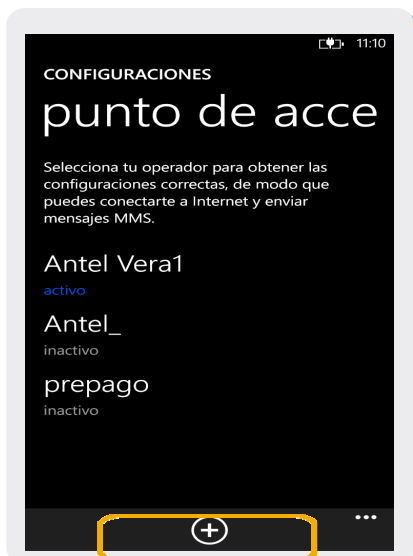 11:10
CONFIGURACIONES
punto de acce
Selecciona tu operador para obtener las
configuraciones correctas, de modo que
puedes conectarte a Internet y enviar
mensajes MMS.
Antel Vera1
activo
Antel_
inactivo
prepago
inactivo